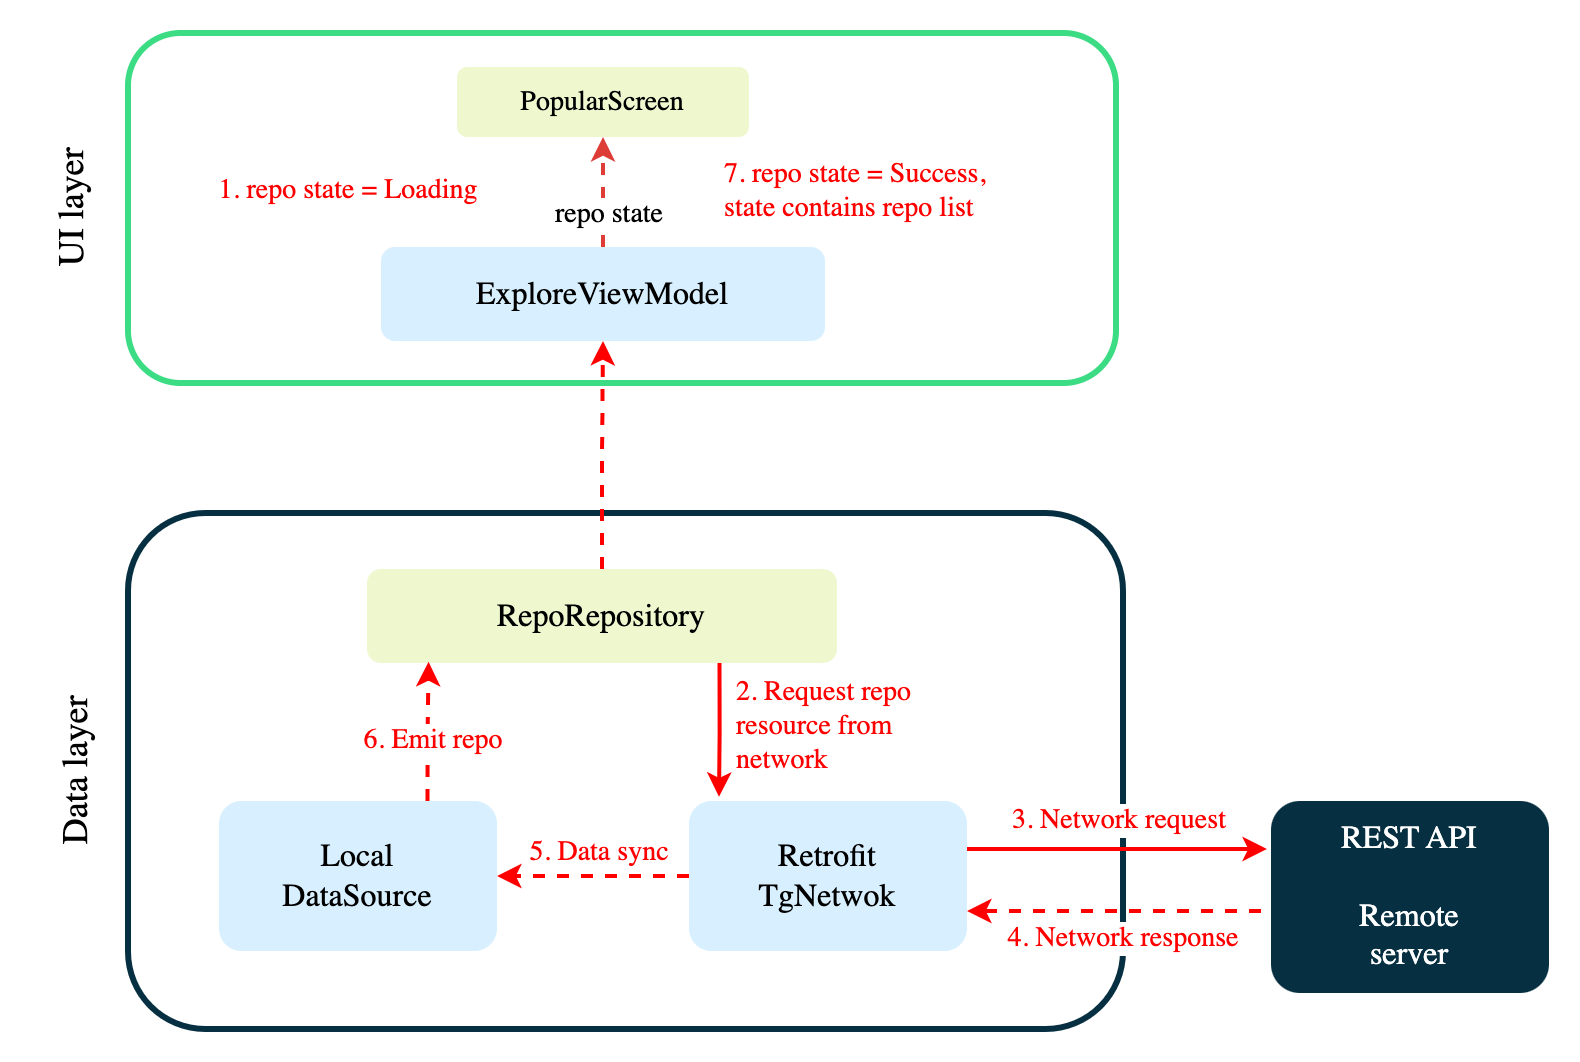 UI layer
PopularScreen
1. repo state = Loading
7. repo state = Success,
state contains repo list
repo state
ExploreViewModel
Data layer
RepoRepository
2. Request repo
resource from
network
6. Emit repo
Local
DataSource
5. Data sync
Retrofit
TgNetwok
3. Network request
4. Network response
REST API
Remote
server